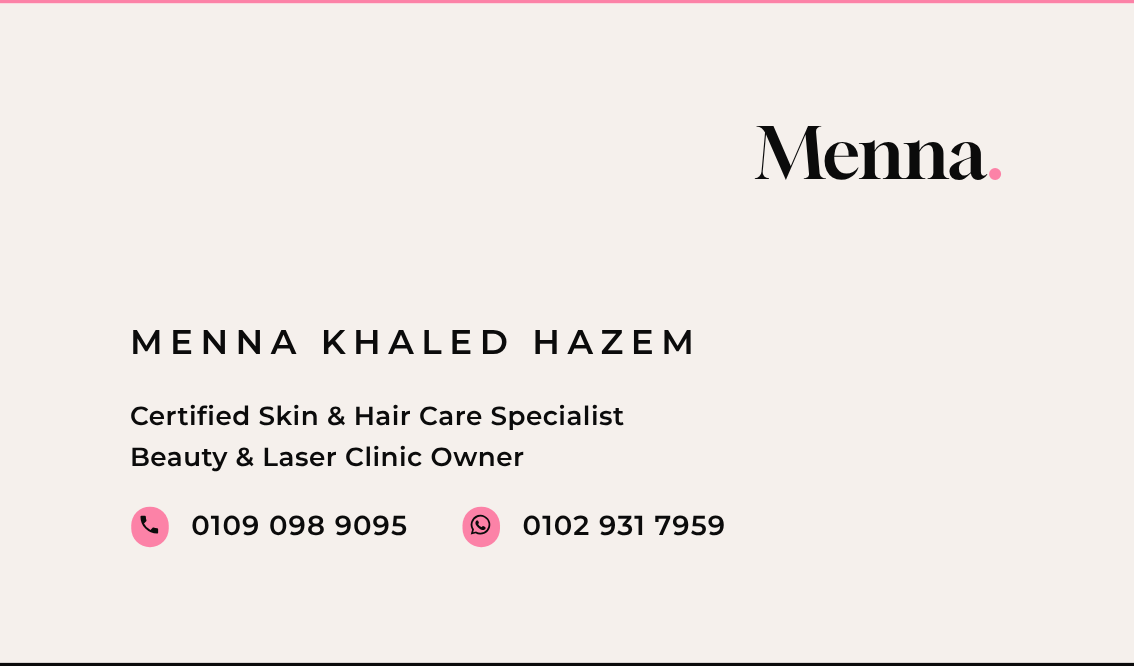 Menna.
MENNA KHALED HAZEM
Certified Skin & Hair Care Specialist
Beauty & Laser Clinic Owner
0109 098 9095 0102 931 7959